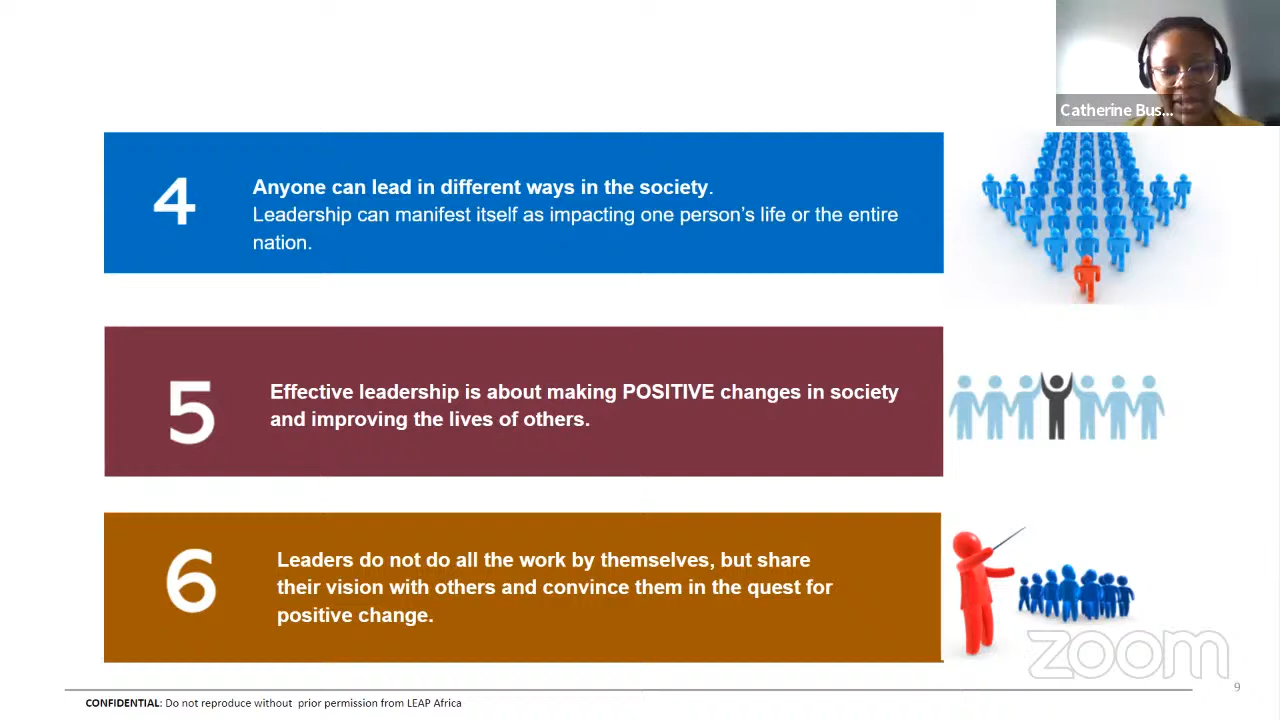 Catherine Bus...
4
Anyone can lead in different ways in the society.
Leadership can manifest itself as impacting one person's life or the entire
nation.
5
Effective leadership is about making POSITIVE changes in society
and improving the lives of others.
6
Leaders do not do all the work by themselves, but share
their vision with others and convince them in the quest for
positive change.
zoom
9
CONFIDENTIAL: Do not reproduce without prior permission from LEAP Africa